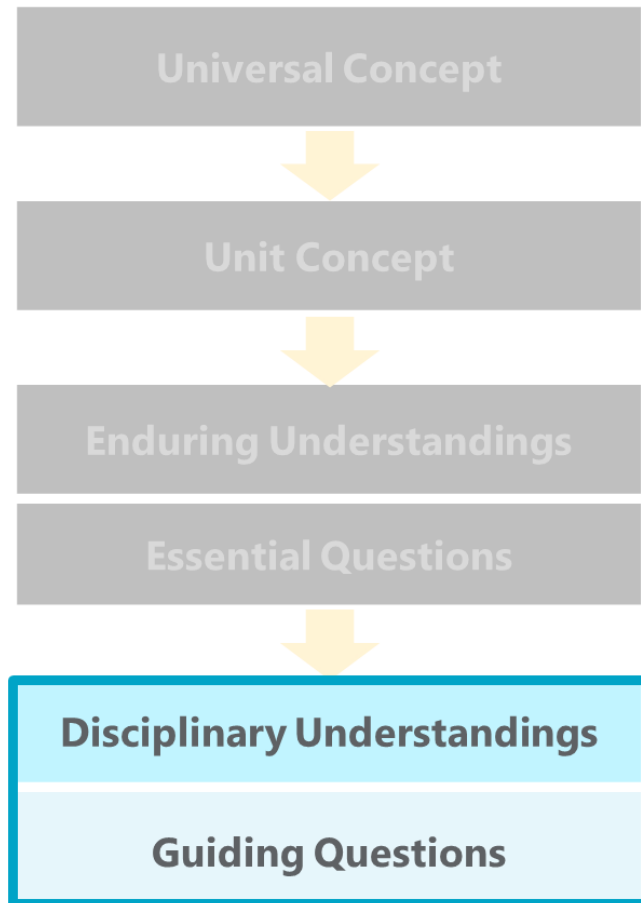 Universal Concept
Unit Concept
Enduring Understandings
Essential Questions
Disciplinary Understandings
Guiding Questions